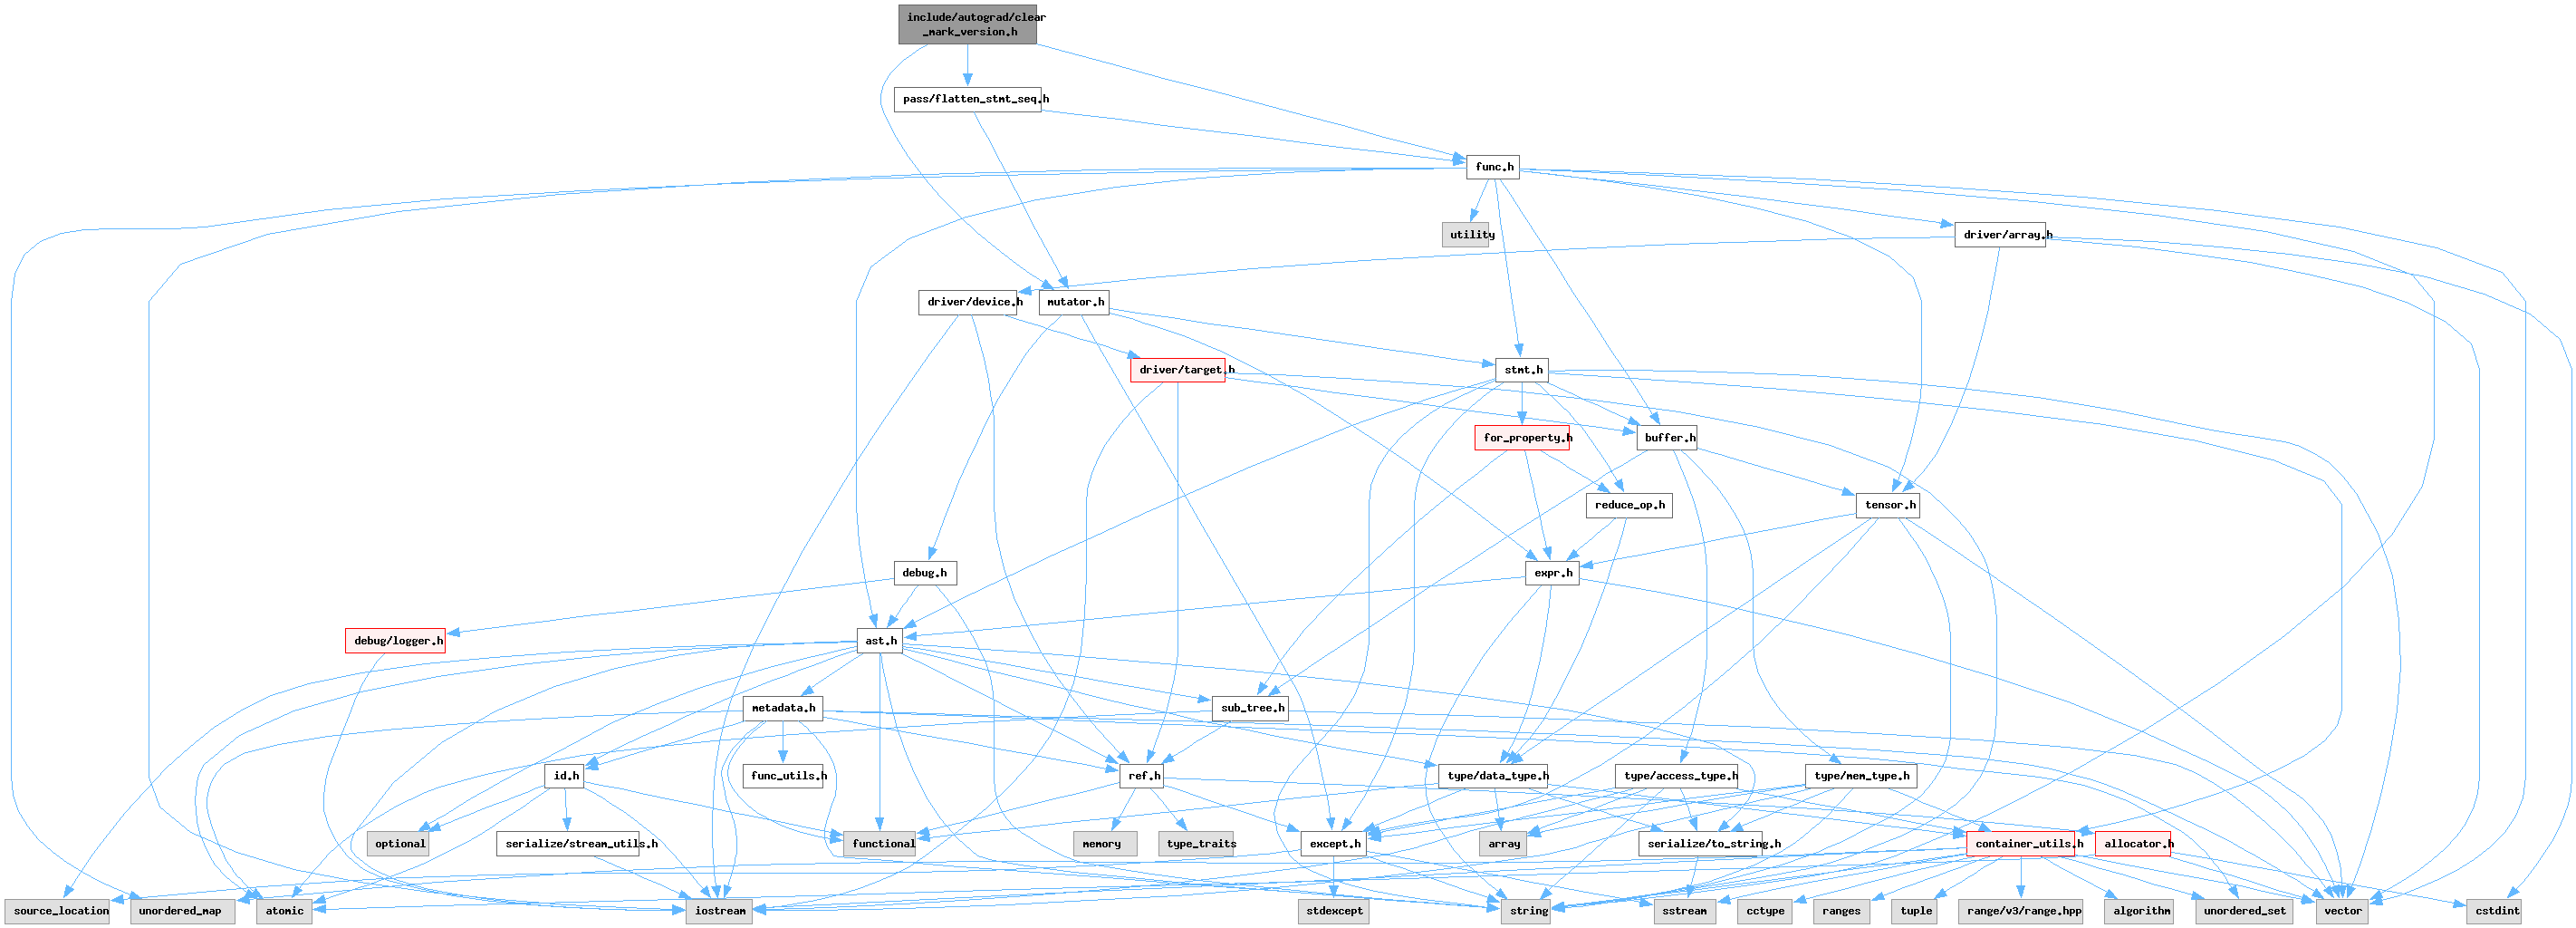 include/autograd/clear
_mark_version.h
pass/flatten_stmt_seq.h
func.h
utility
driver/array.h
driver/device.h
mutator.h
driver/target.h
stmt.h
for_property.h
buffer.h
reduce_op.h
tensor.h
debug.h
expr.h
debug/logger.h
ast.h
metadata.h
sub_tree.h
id.h
func_utils.h
ref.h
type/data_type.h
type/access_type.h
type/mem_type.h
optional
serialize/stream_utils.h
functional
memory
type_traits
except.h
array
serialize/to_string.h
container_utils.h
allocator.h
source_location
unordered_map
atomic
iostream
stdexcept
string
sstream
cctype
ranges
tuple
range/v3/range.hpp
algorithm
unordered_set
vector
cstdint